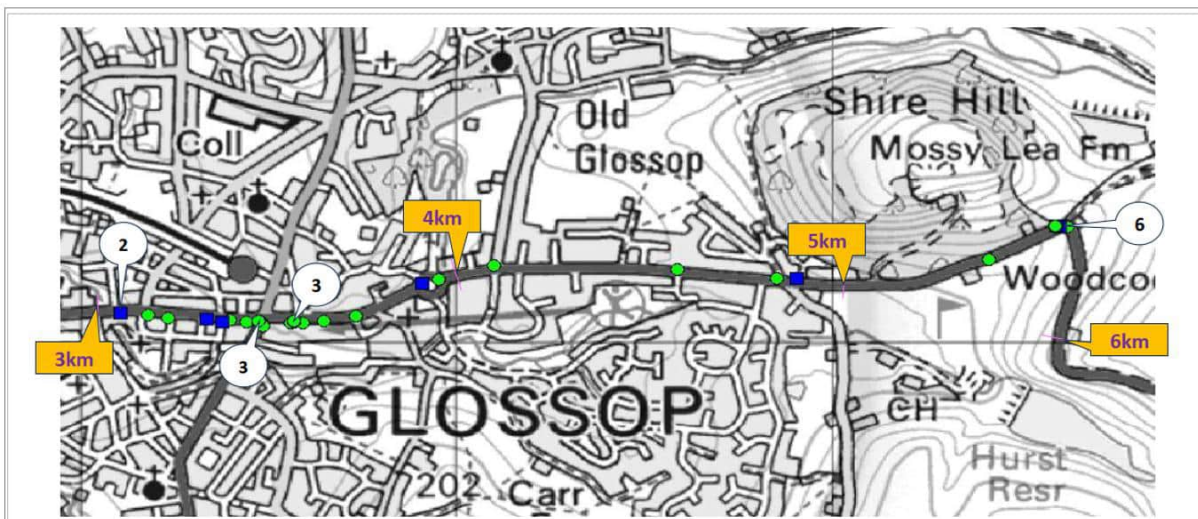 Shire Hill
Old
Glossop
Coll
Mossy Lea Fm
4km
2
6
5km
3
Woodcoc
3km
6km
3
GLOSSOP
CH
Hurst
Resr
202
Carr